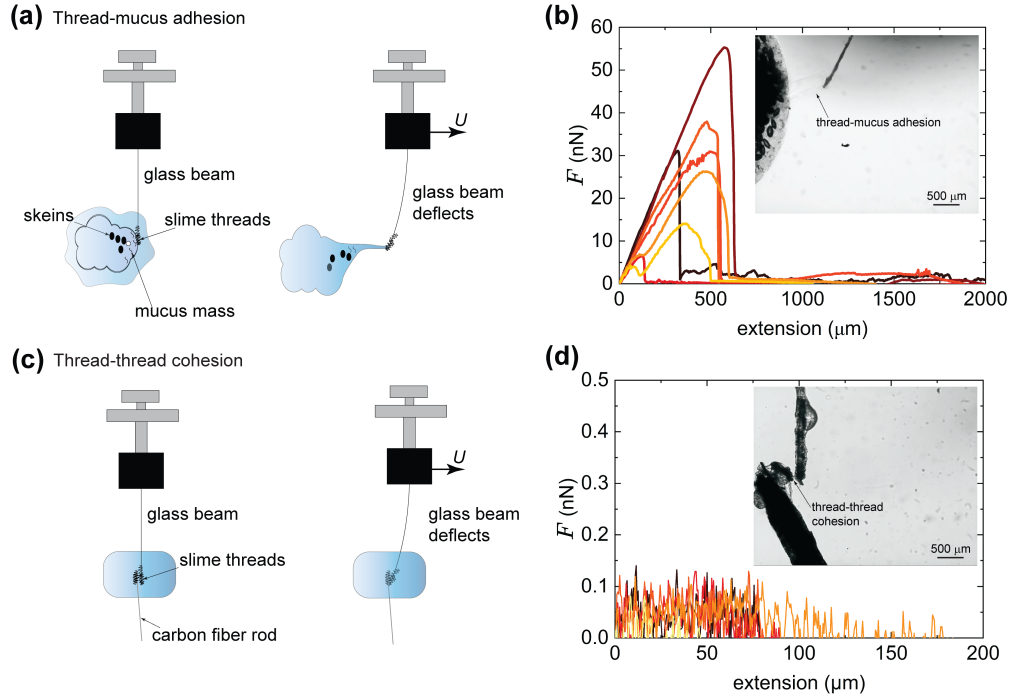 (a) Thread-mucus adhesion
U
glass beam
glass beam
deflects
skeins
slime threads
mucus mass
(b)
60
50
40
30
20
10
0
F (nN)
0 500 1000 1500 2000
extension (μm)
thread-mucus adhesion
500 μm
(c) Thread-thread cohesion
U
glass beam
glass beam
deflects
slime threads
carbon fiber rod
(d)
0.5
0.4
0.3
0.2
0.1
0.0
F (nN)
0 50 100 150 200
extension (μm)
thread-thread
cohesion
500 μm